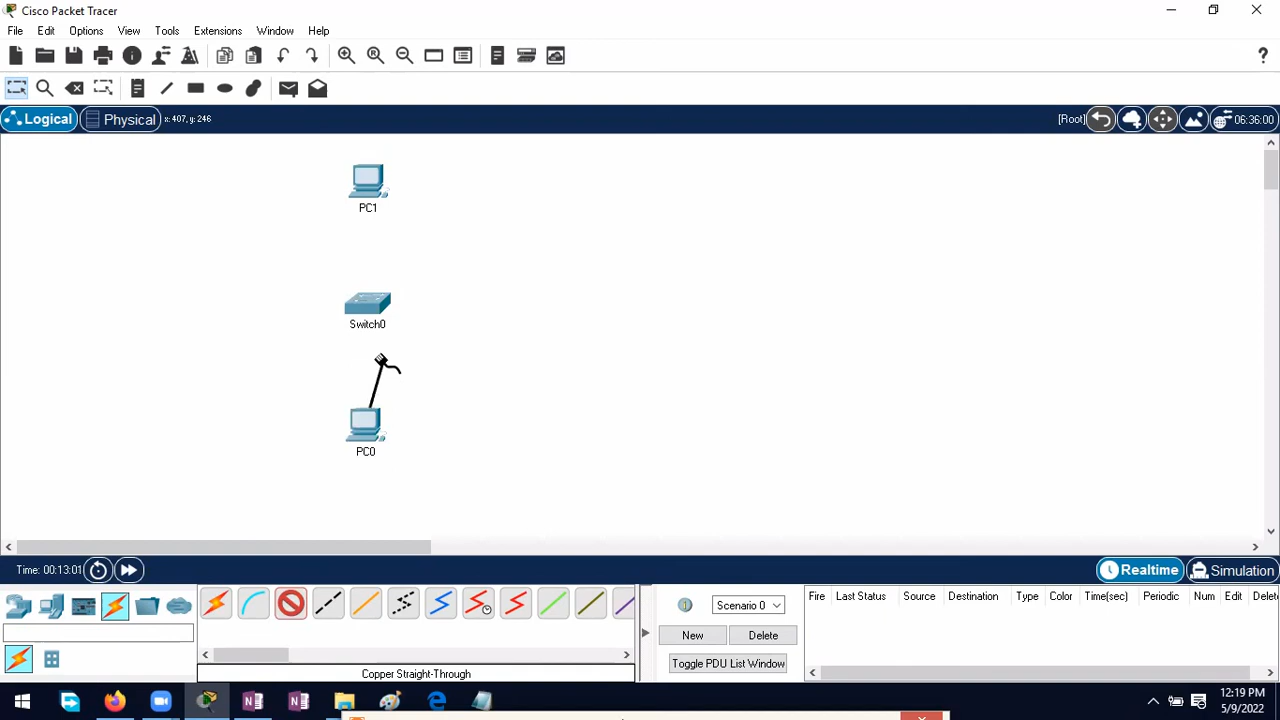 Cisco Packet Tracer
File Edit Options View Tools Extensions Window Help
Logical Physical x: 407, y: 246 [Root] 06:36:00
PC1
Switch0
PC0
Time: 00:13:01 Realtime Simulation
Scenario 0
Fire Last Status Source Destination Type Color Time(sec) Periodic Num Edit Delet
New Delete
Toggle PDU List Window
Copper Straight-Through
12:19 PM
5/9/2022